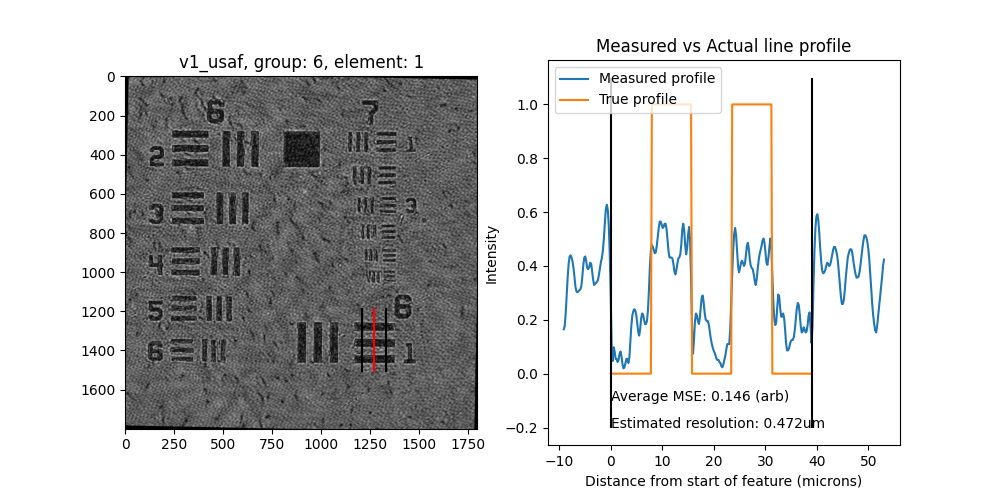 v1_usaf, group: 6, element: 1
0
200
400
600
800
1000
1200
1400
1600
0 250 500 750 1000 1250 1500 1750
6 7
2 1
3 3
4
5 6
6 1
Measured vs Actual line profile
Measured profile
True profile
Intensity
1.0
0.8
0.6
0.4
0.2
0.0
−0.2
Average MSE: 0.146 (arb)
Estimated resolution: 0.472um
−10 0 10 20 30 40 50
Distance from start of feature (microns)